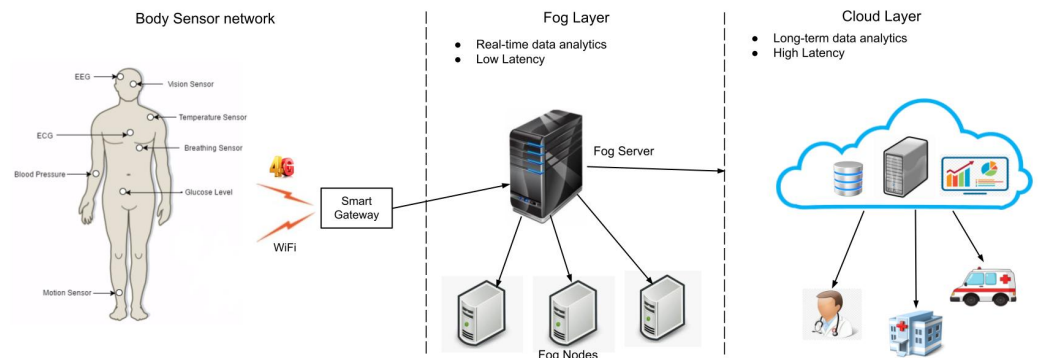 Body Sensor network
EEG
Vision Sensor
Temperature Sensor
ECG
Breathing Sensor
Blood Pressure
Glucose Level
Motion Sensor
4G
WiFi
Smart
Gateway
Fog Layer
● Real-time data analytics
● Low Latency
Fog Server
Fog Nodes
Cloud Layer
● Long-term data analytics
● High Latency